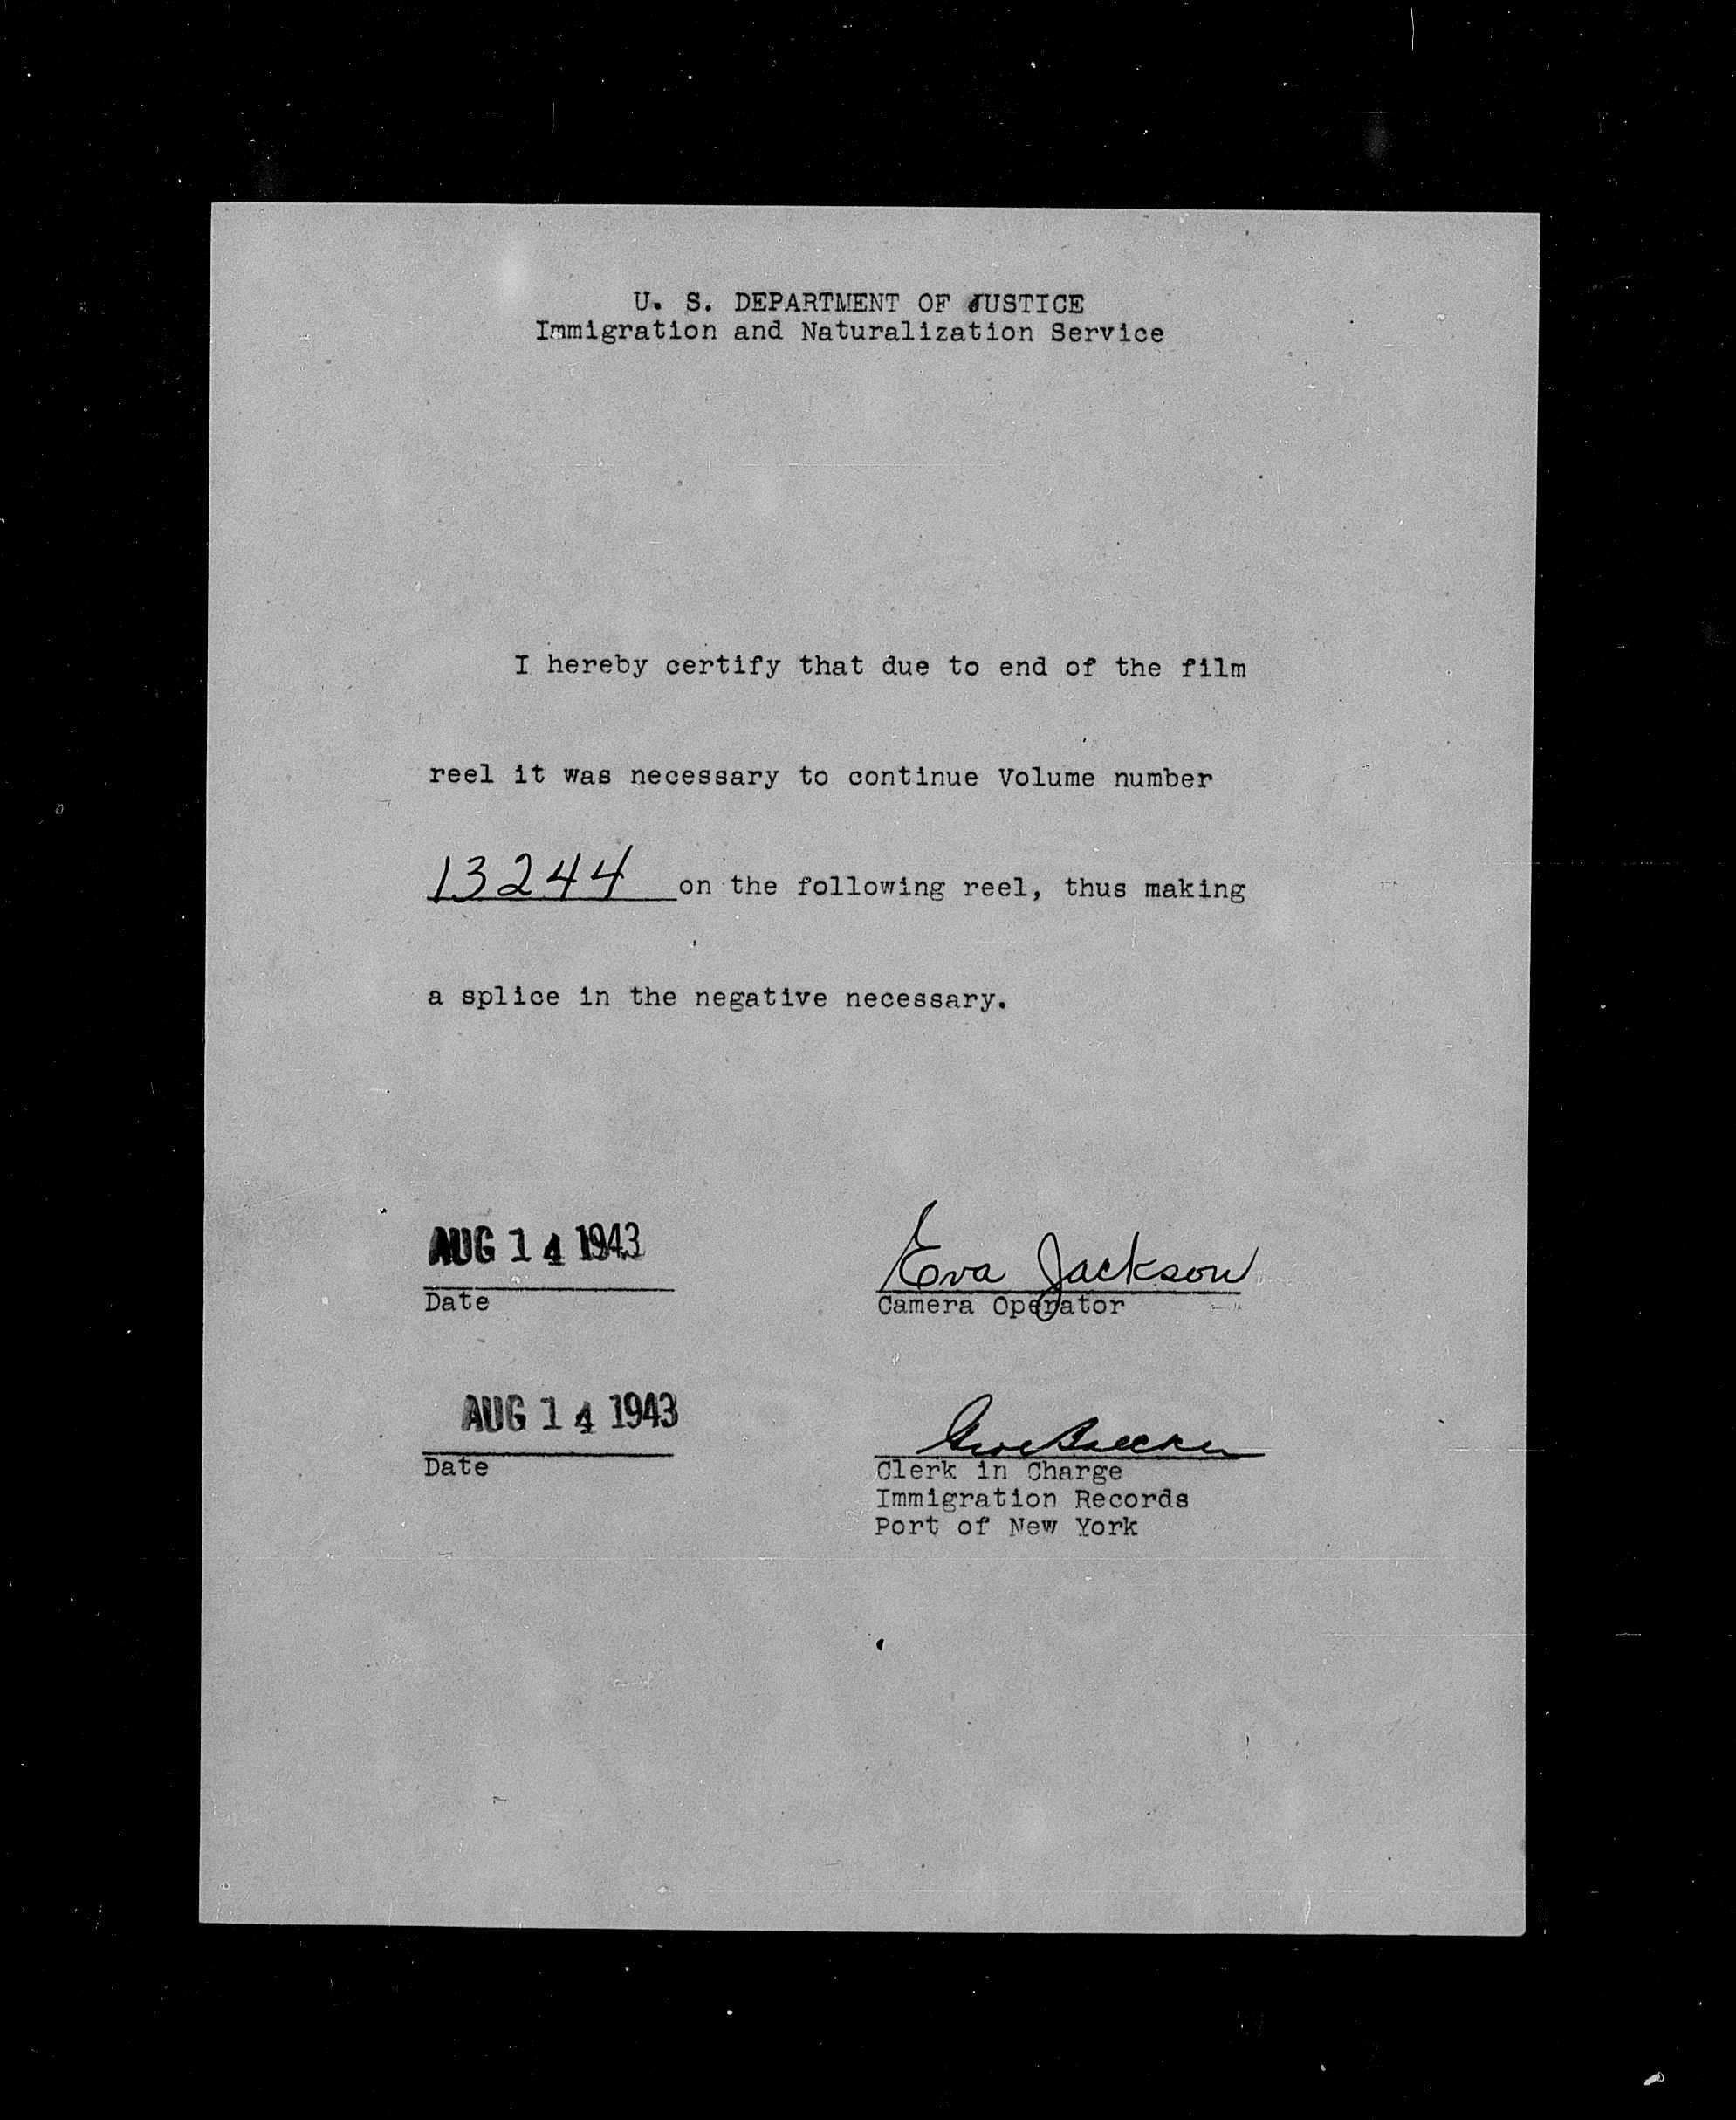 U. S. DEPARTMENT OF JUSTICE
Immigration and Naturalization Service
I hereby certify that due to end of the film
reel it was necessary to continue Volume number
13244 on the following reel, thus making
a splice in the negative necessary.
AUG 14 1943
Date
Eva Jackson
Camera Operator
AUG 14 1943
Date
Clerk in Charge
Immigration Records
Port of New York